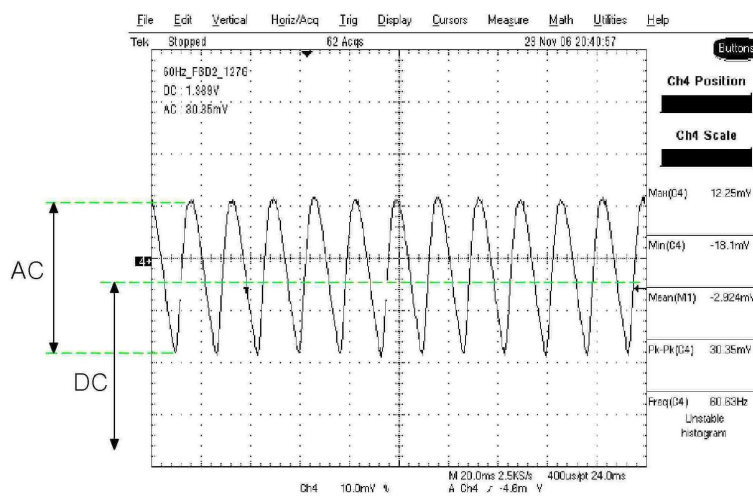 File Edit Vertical Horiz/Acq Trig Display Cursors Measure Math Utilities Help
Tek Stopped 62 Acqs 29 Nov 06 20:40:57
Buttons
60Hz_FSD2_1276
DC : 1.989V
AC : 30.35mV
Ch4 Position
Ch4 Scale
Max(C4) 12.25mV
Min(C4) -18.1mV
Mean(M1) -2.924mV
Pk-Pk(C4) 30.35mV
Freq(C4) 60.63Hz
Unstable
histogram
AC
4
DC
M 20.0ms 2.5KS/s 400us/pt 24.0ms
Ch4 10.0mV A Ch4 -4.6m V